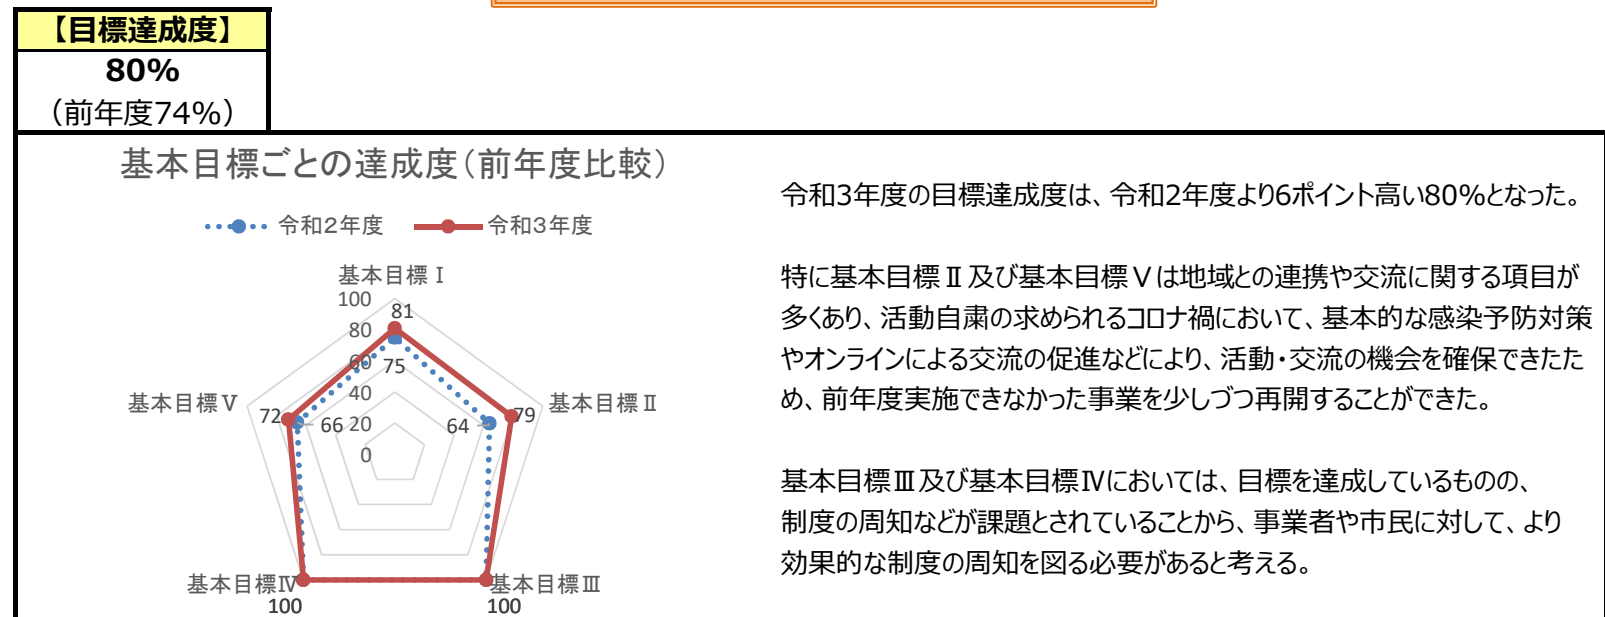 【目標達成度】
80%
（前年度74%）
基本目標ごとの達成度（前年度比較）
令和2年度 令和3年度
基本目標Ⅰ
100
81
80
60
75
40
基本目標Ⅴ
基本目標Ⅱ
72
66
20
64
79
0
基本目標Ⅳ
基本目標Ⅲ
100
100
令和3年度の目標達成度は、令和2年度より6ポイント高い80%となった。
特に基本目標Ⅱ及び基本目標Ⅴは地域との連携や交流に関する項目が
多くあり、活動自粛の求められるコロナ禍において、基本的な感染予防対策
やオンラインによる交流の促進などにより、活動・交流の機会を確保できたた
め、前年度実施できなかった事業を少しづつ再開することができた。
基本目標Ⅲ及び基本目標Ⅳにおいては、目標を達成しているものの、
制度の周知などが課題とされていることから、事業者や市民に対して、より
効果的な制度の周知を図る必要があると考える。